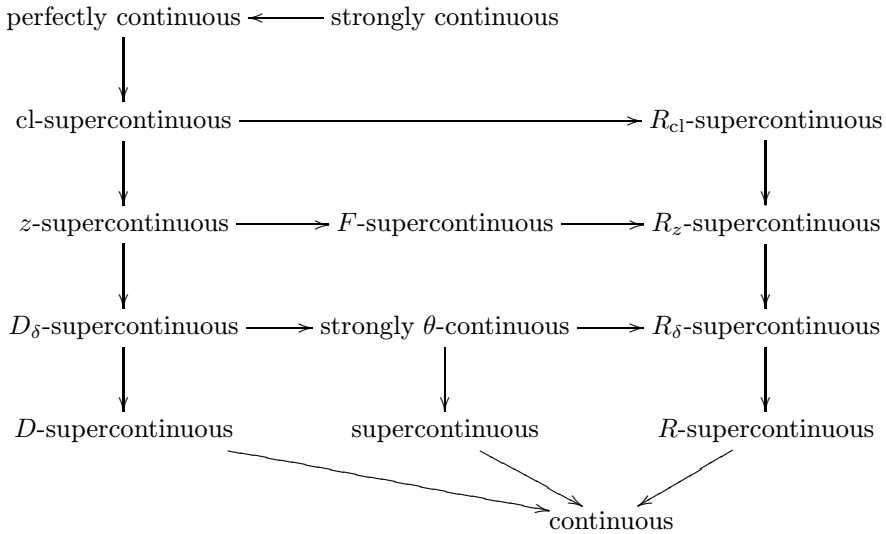 perfectly continuous strongly continuous
cl-supercontinuous R_cl-supercontinuous
z-supercontinuous F-supercontinuous R_z-supercontinuous
D_δ-supercontinuous strongly θ-continuous R_δ-supercontinuous
D-supercontinuous supercontinuous R-supercontinuous
continuous